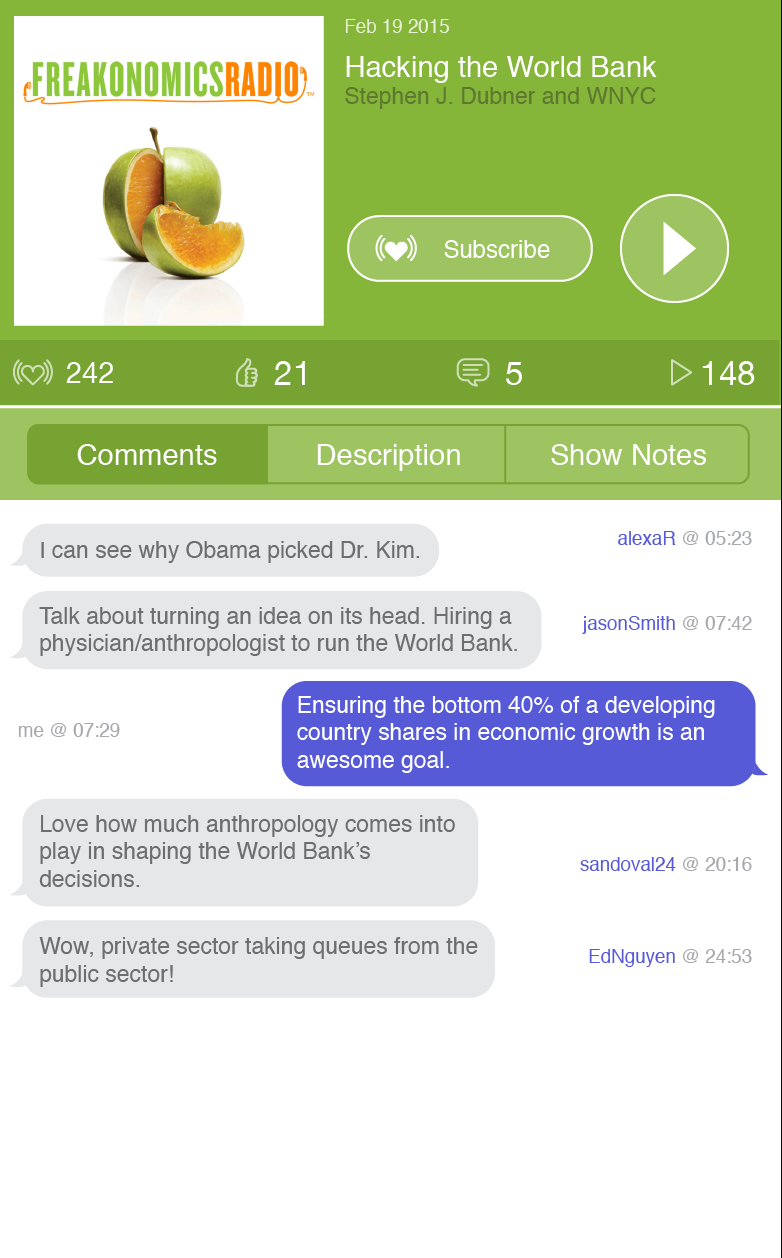 Feb 19 2015
FREAKONOMICSRADIO™
Hacking the World Bank
Stephen J. Dubner and WNYC
Subscribe
242
21
5
148
Comments
Description
Show Notes
I can see why Obama picked Dr. Kim.
alexaR @ 05:23
Talk about turning an idea on its head. Hiring a
physician/anthropologist to run the World Bank.
jasonSmith @ 07:42
Ensuring the bottom 40% of a developing
country shares in economic growth is an
awesome goal.
me @ 07:29
Love how much anthropology comes into
play in shaping the World Bank’s
decisions.
sandoval24 @ 20:16
Wow, private sector taking queues from the
public sector!
EdNguyen @ 24:53